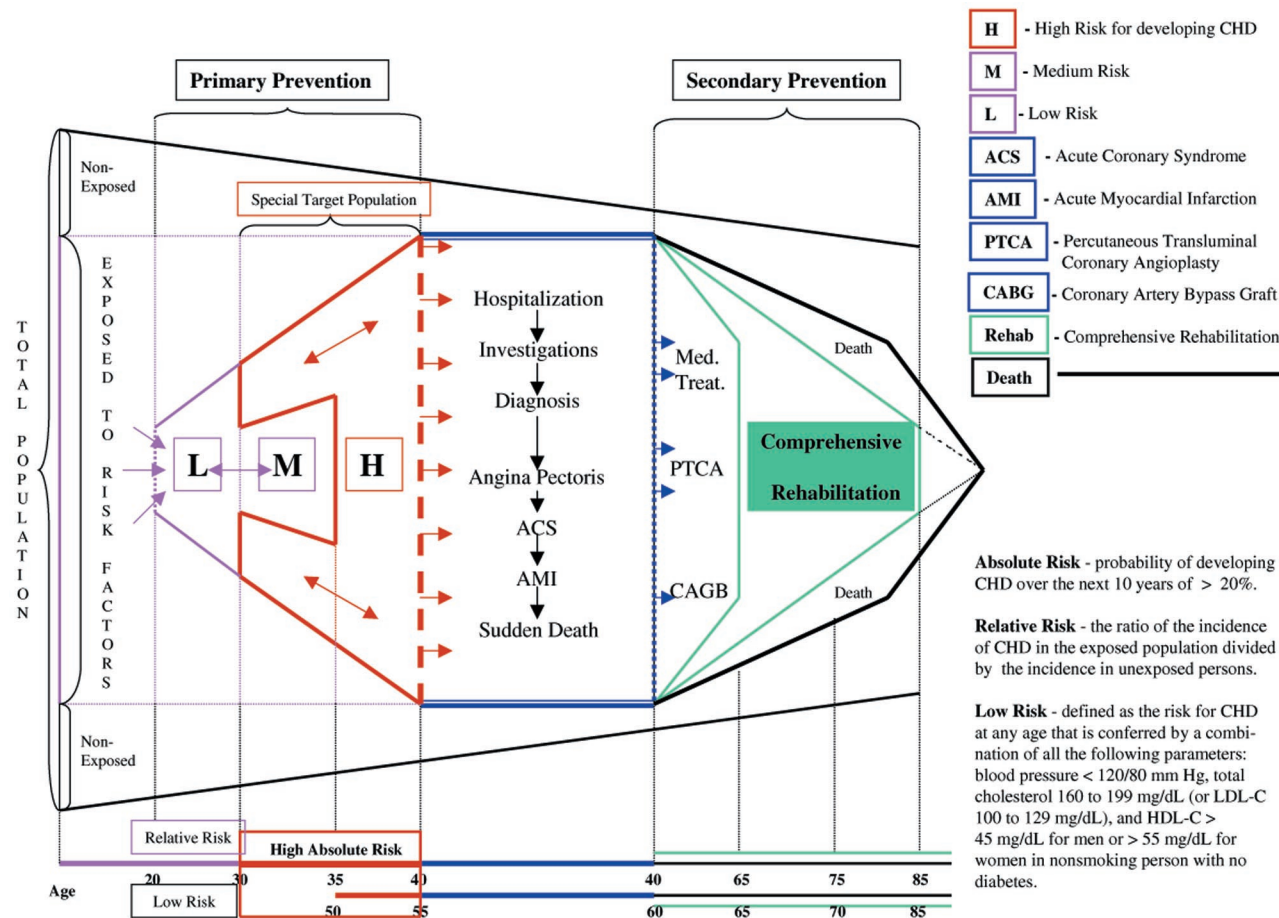 Primary Prevention
Secondary Prevention
Non-
Exposed
Special Target Population
TOTAL POPULATION
EXPOSED TO RISK FACTORS
L
M
H
Hospitalization
Investigations
Diagnosis
Angina Pectoris
ACS
AMI
Sudden Death
Med.
Treat.
PTCA
CAGB
Comprehensive
Rehabilitation
Death
Death
Non-
Exposed
Relative Risk
High Absolute Risk
Age
20 30 35 40 40 65 75 85
Low Risk
50 55 60 65 70 85
H - High Risk for developing CHD
M - Medium Risk
L - Low Risk
ACS - Acute Coronary Syndrome
AMI - Acute Myocardial Infarction
PTCA - Percutaneous Transluminal
Coronary Angioplasty
CABG - Coronary Artery Bypass Graft
Rehab - Comprehensive Rehabilitation
Death
Absolute Risk - probability of developing
CHD over the next 10 years of > 20%.
Relative Risk - the ratio of the incidence
of CHD in the exposed population divided
by the incidence in unexposed persons.
Low Risk - defined as the risk for CHD
at any age that is conferred by a combi-
nation of all the following parameters:
blood pressure < 120/80 mm Hg, total
cholesterol 160 to 199 mg/dL (or LDL-C
100 to 129 mg/dL), and HDL-C >
45 mg/dL for men or > 55 mg/dL for
women in nonsmoking person with no
diabetes.